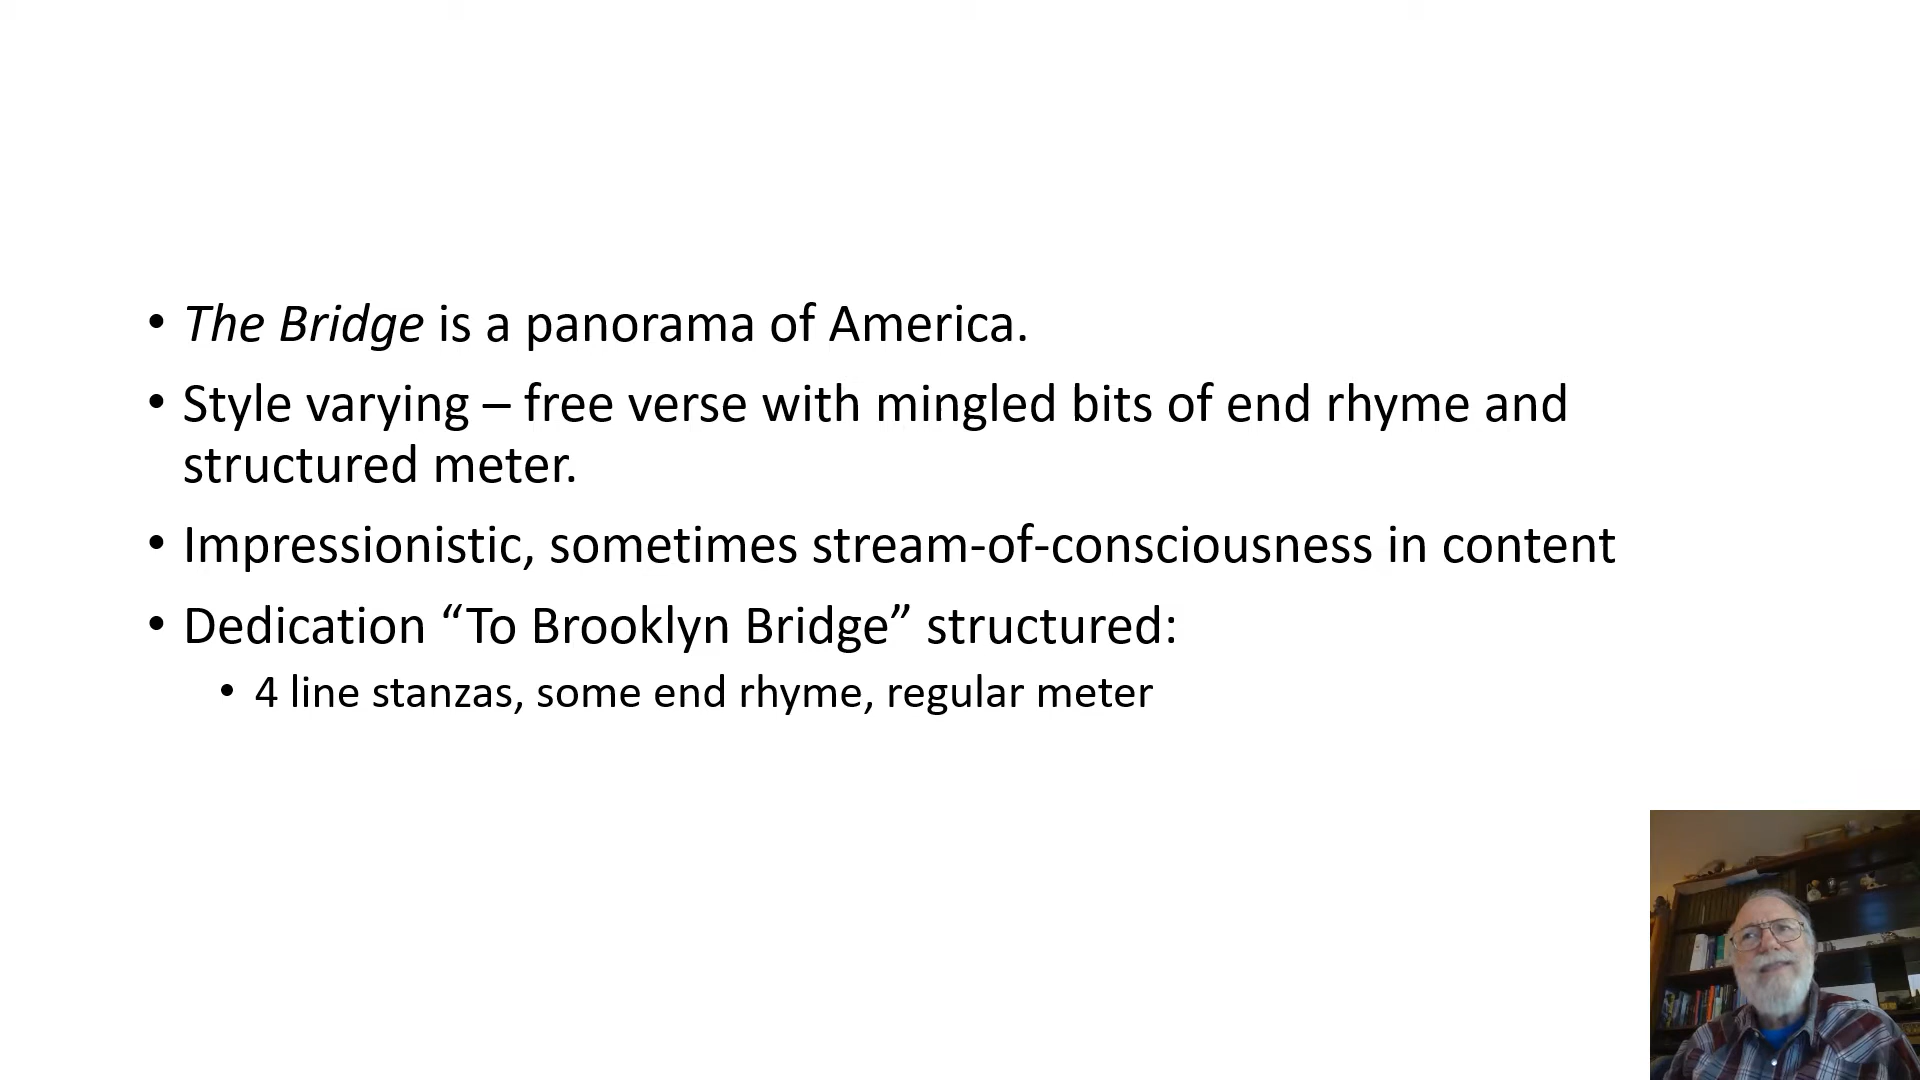 • The Bridge is a panorama of America.
• Style varying – free verse with mingled bits of end rhyme and
structured meter.
• Impressionistic, sometimes stream-of-consciousness in content
• Dedication “To Brooklyn Bridge” structured:
• 4 line stanzas, some end rhyme, regular meter